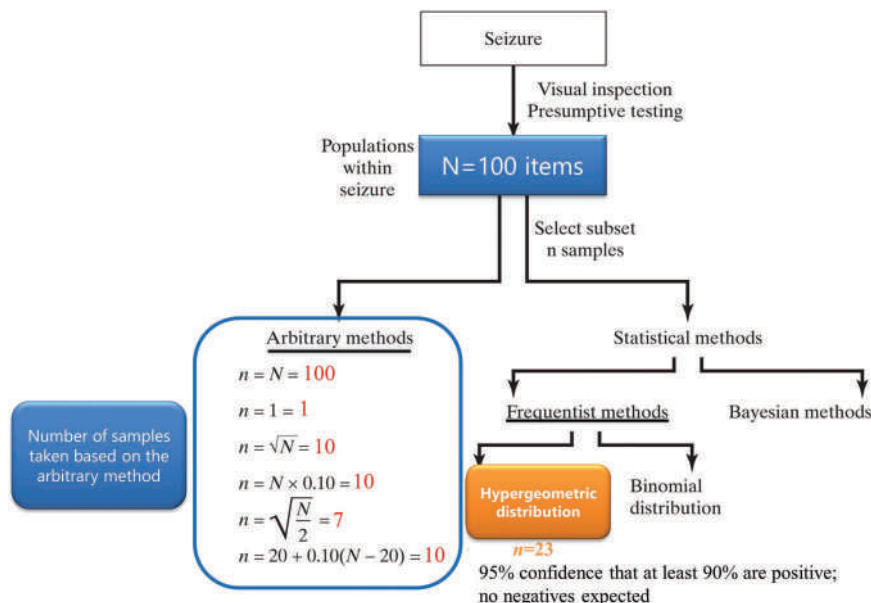 Seizure
Visual inspection
Presumptive testing
Populations
within
seizure
N=100 items
Select subset
n samples
Arbitrary methods
n = N = 100
n = 1 = 1
n = √N = 10
n = N × 0.10 = 10
n = √(N/2) = 7
n = 20 + 0.10(N − 20) = 10
Number of samples
taken based on the
arbitrary method
Statistical methods
Frequentist methods
Bayesian methods
Hypergeometric
distribution
Binomial
distribution
n=23
95% confidence that at least 90% are positive;
no negatives expected